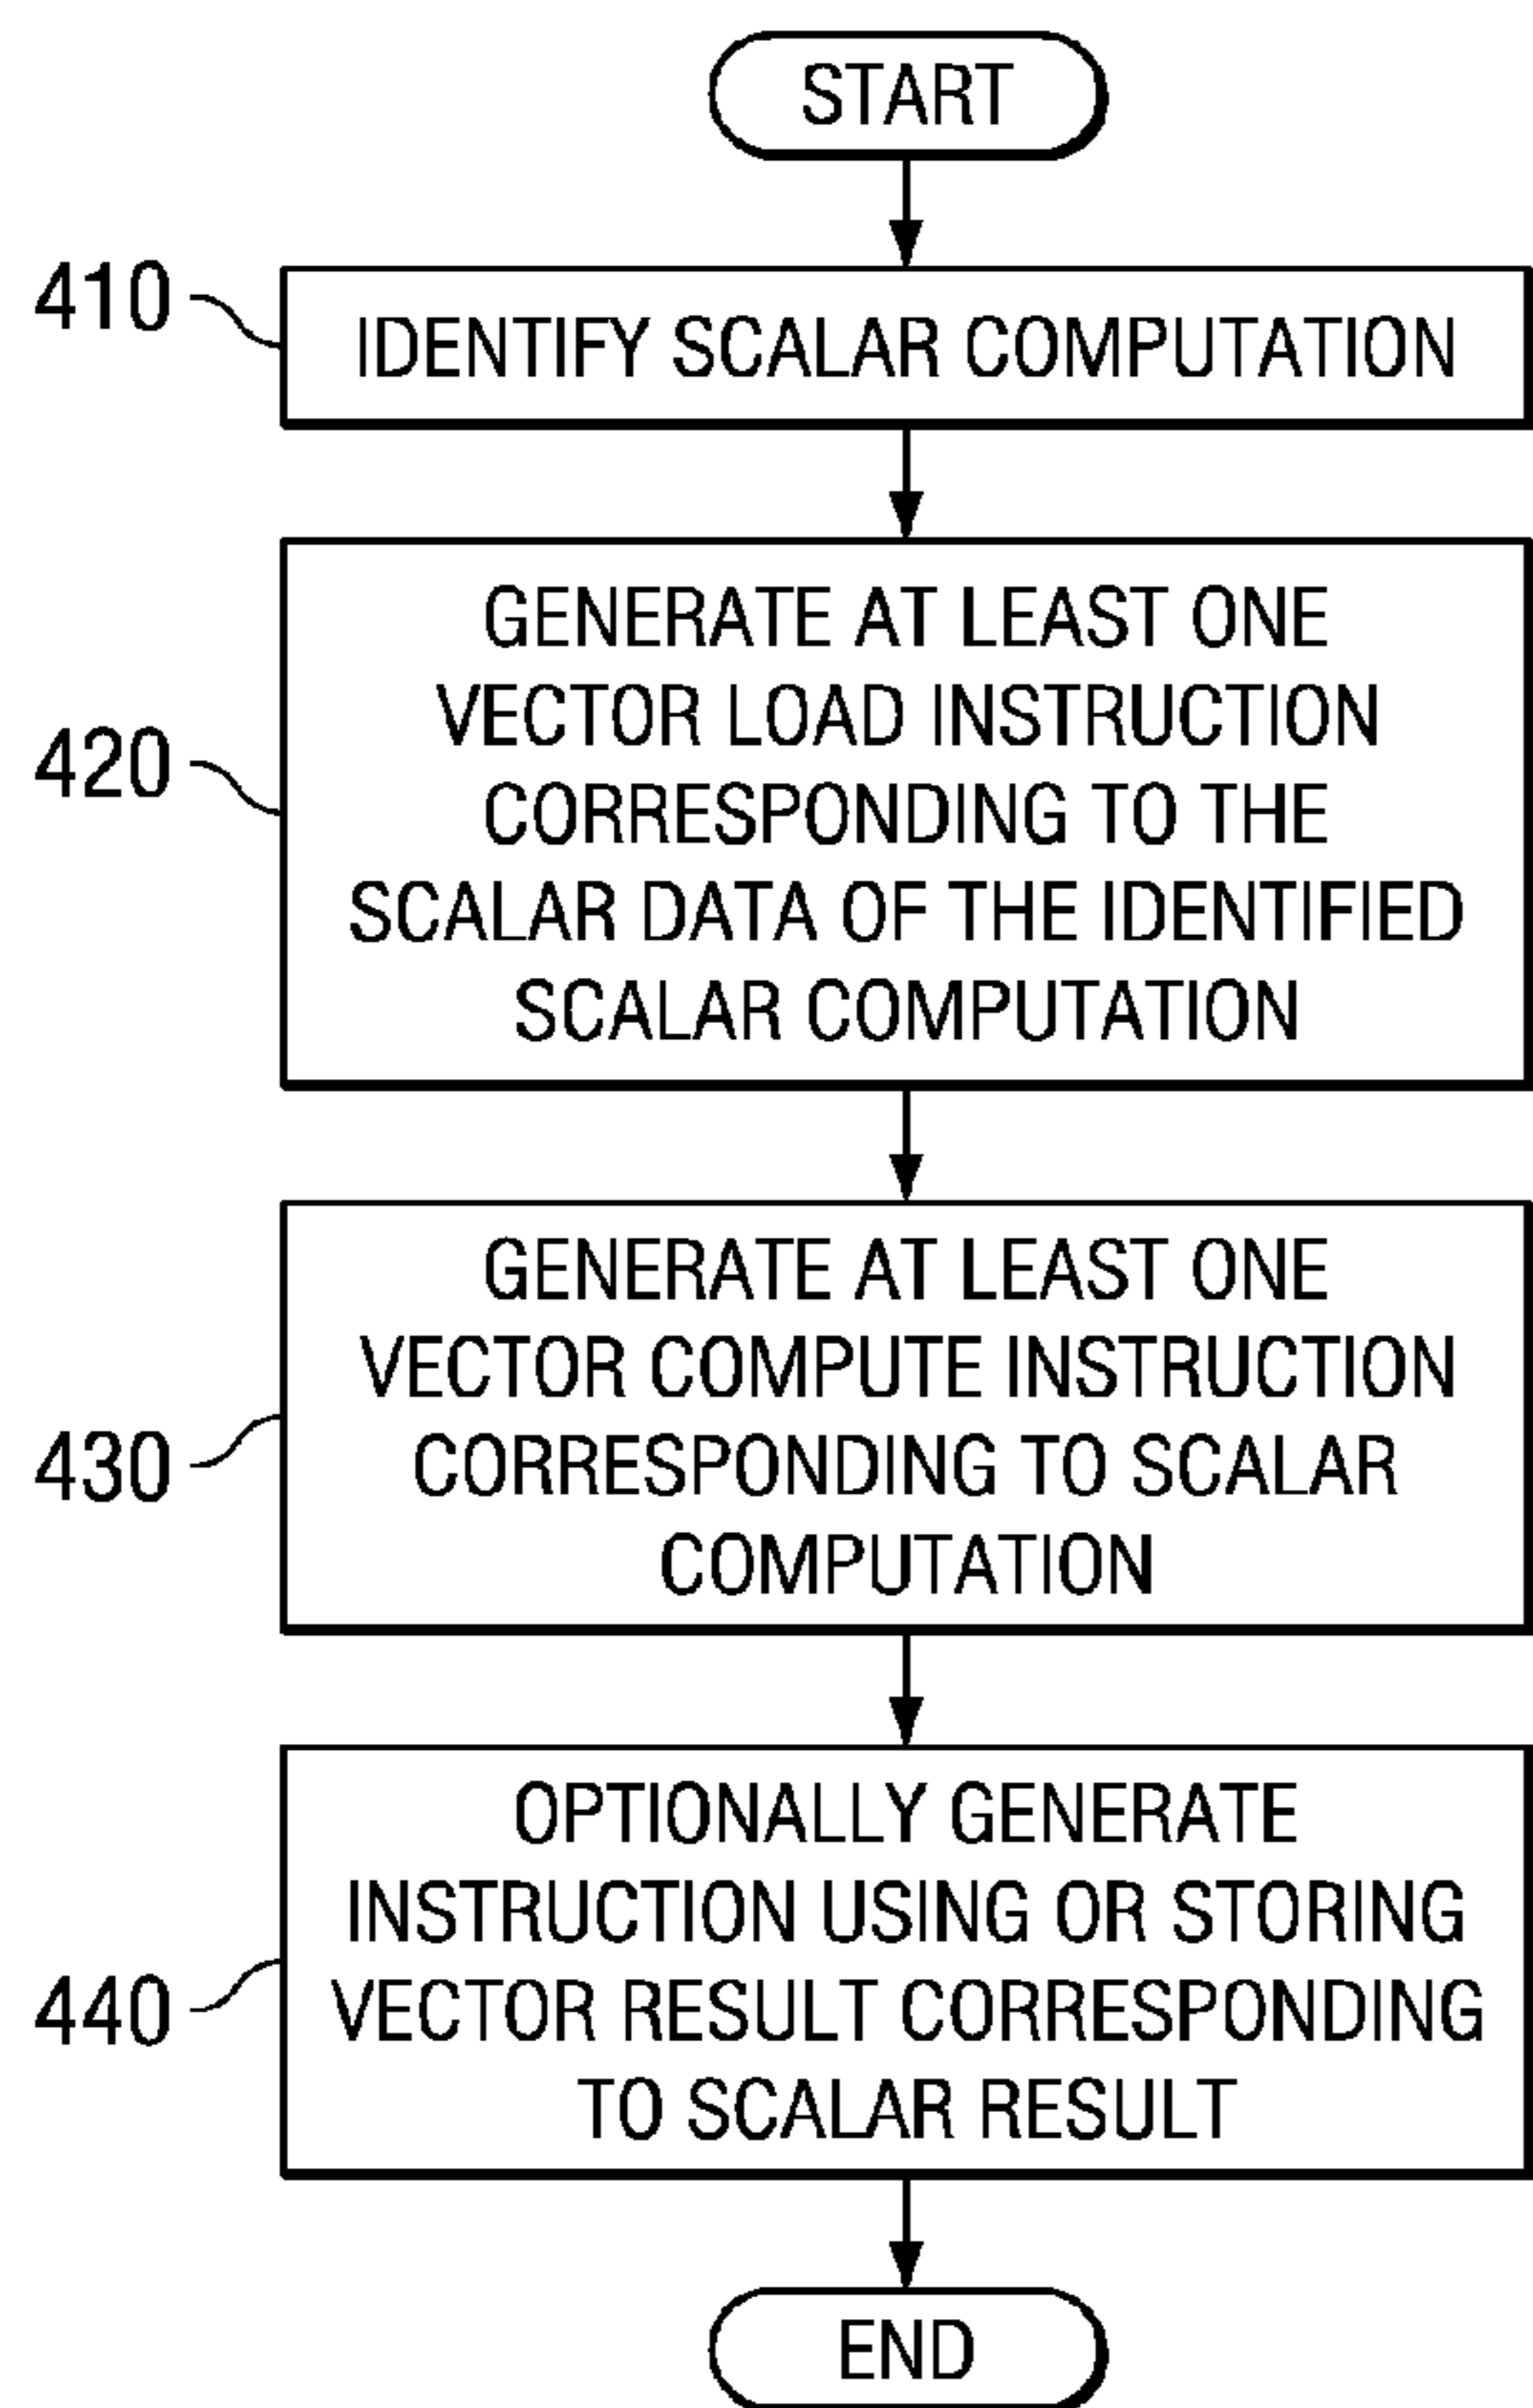 START
410
IDENTIFY SCALAR COMPUTATION
420
GENERATE AT LEAST ONE
VECTOR LOAD INSTRUCTION
CORRESPONDING TO THE
SCALAR DATA OF THE IDENTIFIED
SCALAR COMPUTATION
430
GENERATE AT LEAST ONE
VECTOR COMPUTE INSTRUCTION
CORRESPONDING TO SCALAR
COMPUTATION
440
OPTIONALLY GENERATE
INSTRUCTION USING OR STORING
VECTOR RESULT CORRESPONDING
TO SCALAR RESULT
END